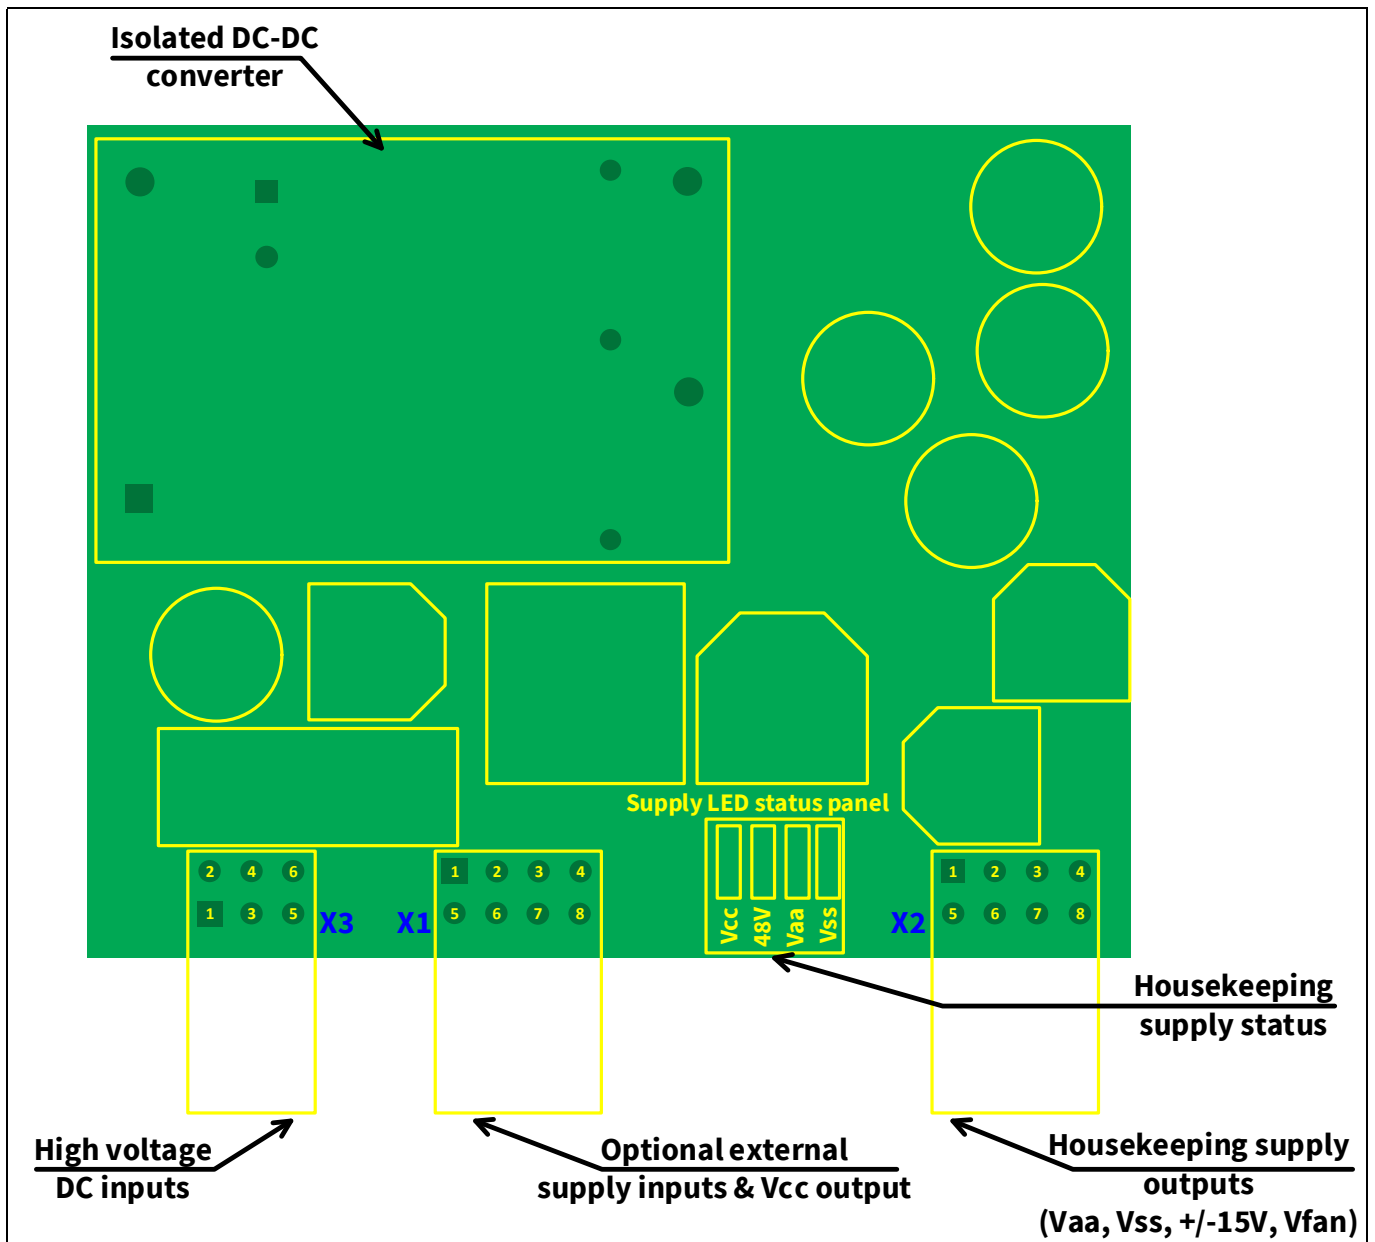 Isolated DC-DC
converter
Supply LED status panel
Vcc 48V Vaa Vss
2 4 6
1 3 5
X3
X1
1 2 3 4
5 6 7 8
X2
1 2 3 4
5 6 7 8
Housekeeping
supply status
High voltage
DC inputs
Optional external
supply inputs & Vcc output
Housekeeping supply
outputs
(Vaa, Vss, +/-15V, Vfan)